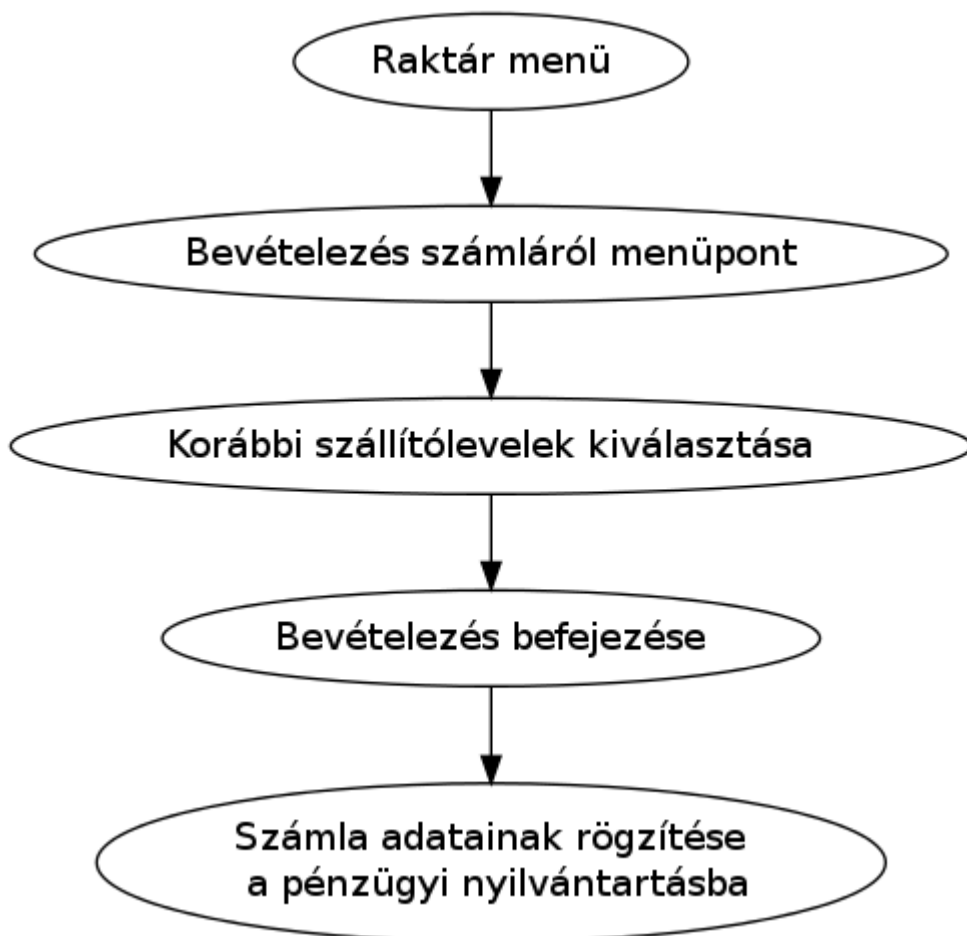 Raktár menü
Bevételezés számláról menüpont
Korábbi szállítólevelek kiválasztása
Bevételezés befejezése
Számla adatainak rögzítése
a pénzügyi nyilvántartásba